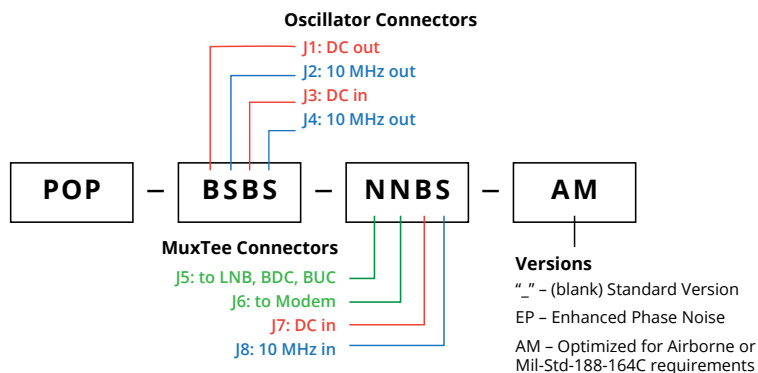 Oscillator Connectors
J1: DC out
J2: 10 MHz out
J3: DC in
J4: 10 MHz out
POP – BSBS – NNBS – AM
MuxTee Connectors
J5: to LNB, BDC, BUC
J6: to Modem
J7: DC in
J8: 10 MHz in
Versions
“_” – (blank) Standard Version
EP – Enhanced Phase Noise
AM – Optimized for Airborne or
Mil-Std-188-164C requirements